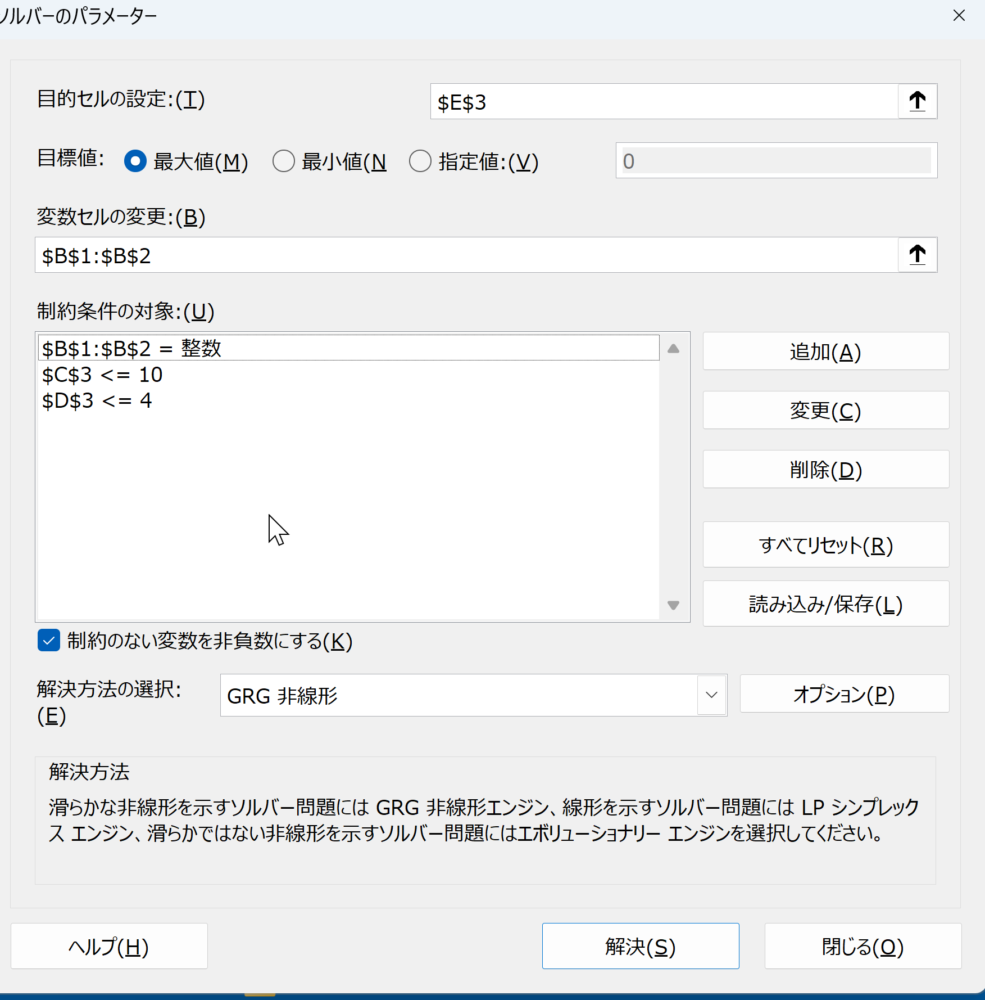 ソルバーのパラメーター
目的セルの設定:(T)
$E$3
目標値:
最大値(M)
最小値(N
指定値:(V)
0
変数セルの変更:(B)
$B$1:$B$2
制約条件の対象:(U)
$B$1:$B$2 = 整数
$C$3 <= 10
$D$3 <= 4
追加(A)
変更(C)
削除(D)
すべてリセット(R)
読み込み/保存(L)
制約のない変数を非負数にする(K)
解決方法の選択:
(E)
GRG 非線形
オプション(P)
解決方法
滑らかな非線形を示すソルバー問題には GRG 非線形エンジン、線形を示すソルバー問題には LP シンプレック
ス エンジン、滑らかではない非線形を示すソルバー問題にはエボリューショナリー エンジンを選択してください。
ヘルプ(H)
解決(S)
閉じる(O)